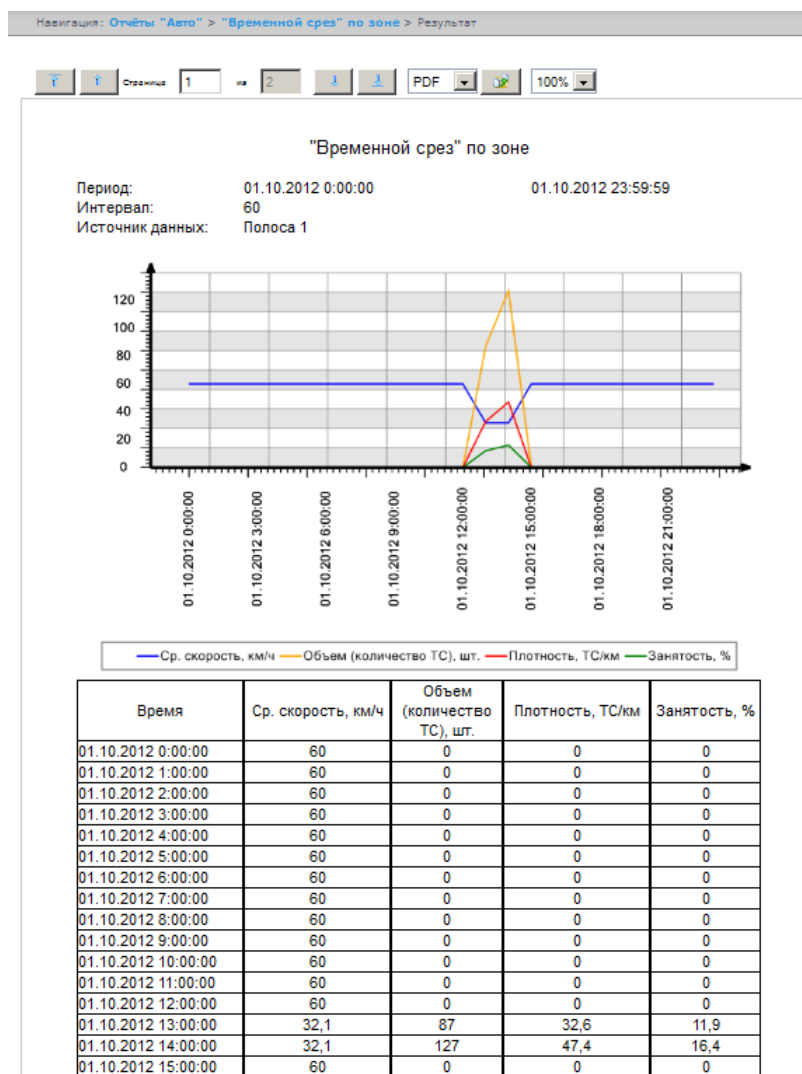 Навигация: Отчёты "Авто" > "Временной срез" по зоне > Результат
Страница 1 из 2 PDF 100%
"Временной срез" по зоне
Период: 01.10.2012 0:00:00 01.10.2012 23:59:59
Интервал: 60
Источник данных: Полоса 1
120
100
80
60
40
20
0
01.10.2012 0:00:00
01.10.2012 3:00:00
01.10.2012 6:00:00
01.10.2012 9:00:00
01.10.2012 12:00:00
01.10.2012 15:00:00
01.10.2012 18:00:00
01.10.2012 21:00:00
Ср. скорость, км/ч Объем (количество ТС), шт. Плотность, ТС/км Занятость, %
Время Ср. скорость, км/ч Объем (количество ТС), шт. Плотность, ТС/км Занятость, %
01.10.2012 0:00:00 60 0 0 0
01.10.2012 1:00:00 60 0 0 0
01.10.2012 2:00:00 60 0 0 0
01.10.2012 3:00:00 60 0 0 0
01.10.2012 4:00:00 60 0 0 0
01.10.2012 5:00:00 60 0 0 0
01.10.2012 6:00:00 60 0 0 0
01.10.2012 7:00:00 60 0 0 0
01.10.2012 8:00:00 60 0 0 0
01.10.2012 9:00:00 60 0 0 0
01.10.2012 10:00:00 60 0 0 0
01.10.2012 11:00:00 60 0 0 0
01.10.2012 12:00:00 60 0 0 0
01.10.2012 13:00:00 32,1 87 32,6 11,9
01.10.2012 14:00:00 32,1 127 47,4 16,4
01.10.2012 15:00:00 60 0 0 0